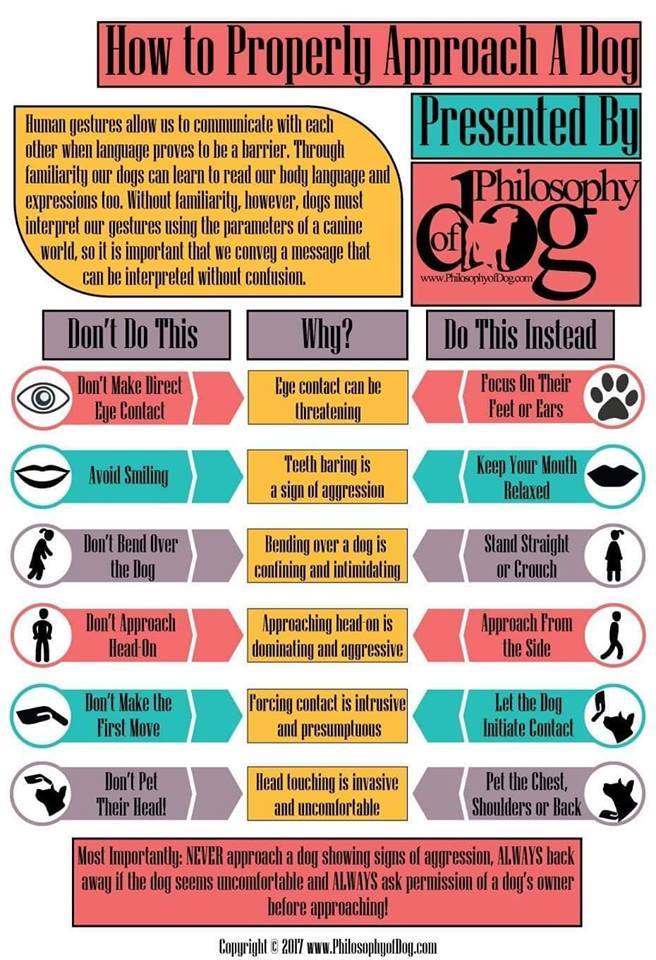 How to Properly Approach A Dog
Human gestures allow us to communicate with each
other when language proves to be a barrier. Through
familiarity our dogs can learn to read our body language and
expressions too. Without familiarity, however, dogs must
interpret our gestures using the parameters of a canine
world, so it is important that we convey a message that
can be interpreted without confusion.
Presented By
Philosophy
of
dog
www.PhilosophyofDog.com
Don't Do This
Why?
Do This Instead
Don't Make Direct
Eye Contact
Eye contact can be
threatening
Focus On Their
Feet or Ears
Avoid Smiling
Teeth baring is
a sign of aggression
Keep Your Mouth
Relaxed
Don't Bend Over
the Dog
Bending over a dog is
confining and intimidating
Stand Straight
or Crouch
Don't Approach
Head-On
Approaching head-on is
dominating and aggressive
Approach From
the Side
Don't Make the
First Move
Forcing contact is intrusive
and presumptuous
Let the Dog
Initiate Contact
Don't Pet
Their Head!
Head touching is invasive
and uncomfortable
Pet the Chest,
Shoulders or Back
Most Importantly: NEVER approach a dog showing signs of aggression, ALWAYS back
away if the dog seems uncomfortable and ALWAYS ask permission of a dog's owner
before approaching!
Copyright © 2017 www.PhilosophyofDog.com